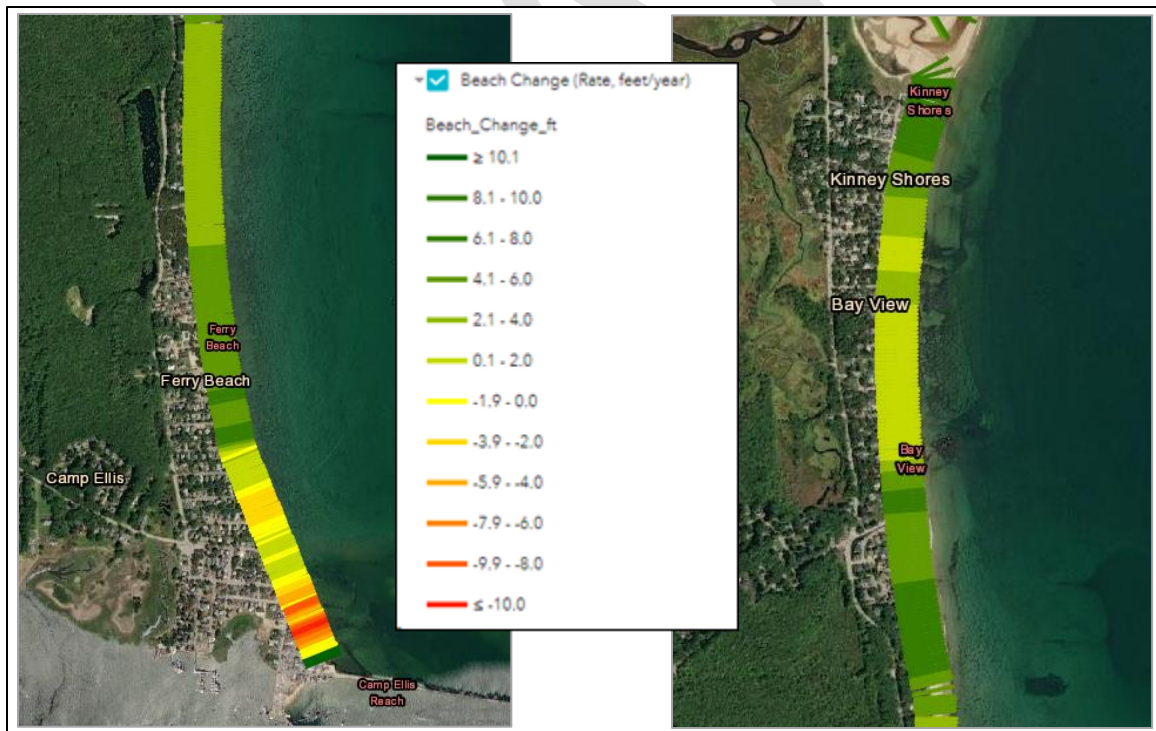 Ferry
Beach
Ferry Beach
Camp Ellis
Camp Ellis
Reach
Beach Change (Rate, feet/year)
Beach_Change_ft
≥ 10.1
8.1 - 10.0
6.1 - 8.0
4.1 - 6.0
2.1 - 4.0
0.1 - 2.0
-1.9 - 0.0
-3.9 - -2.0
-5.9 - -4.0
-7.9 - -6.0
-9.9 - -8.0
≤ -10.0
Kinney
Shores
Kinney Shores
Bay View
Bay
View